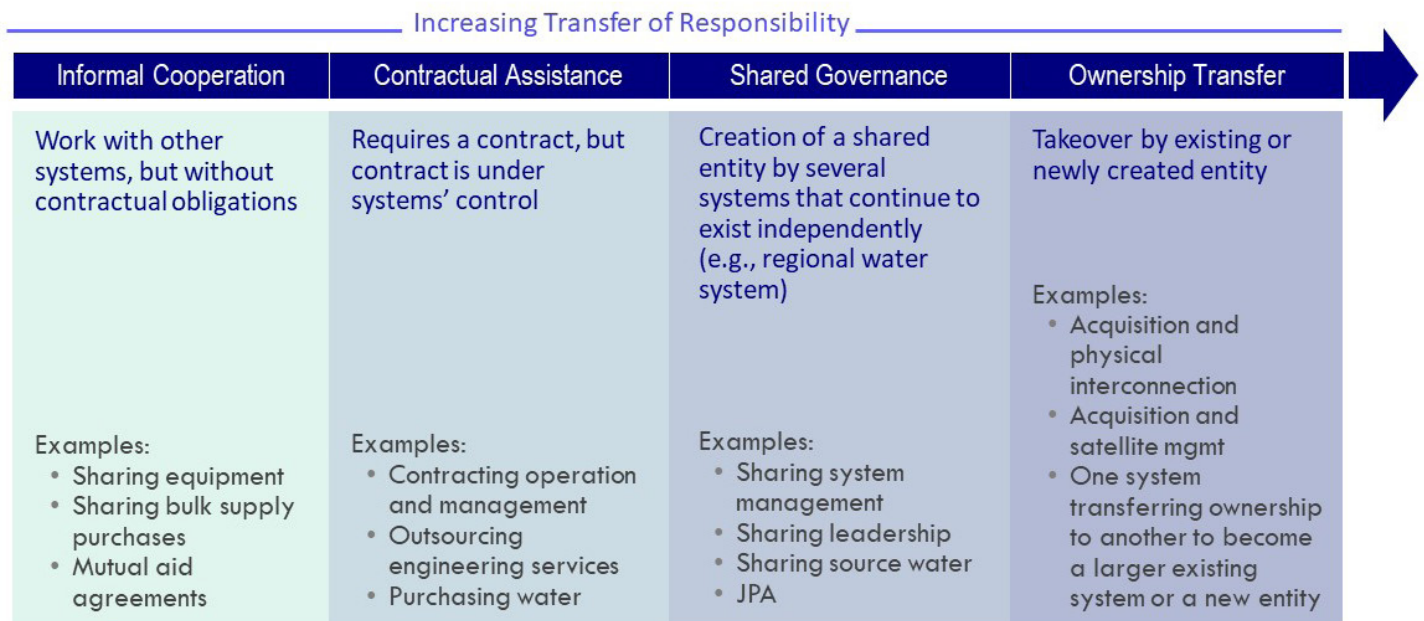 Increasing Transfer of Responsibility
Informal Cooperation
Work with other
systems, but without
contractual obligations
Examples:
• Sharing equipment
• Sharing bulk supply
purchases
• Mutual aid
agreements
Contractual Assistance
Requires a contract, but
contract is under
systems’ control
Examples:
• Contracting operation
and management
• Outsourcing
engineering services
• Purchasing water
Shared Governance
Creation of a shared
entity by several
systems that continue to
exist independently
(e.g., regional water
system)
Examples:
• Sharing system
management
• Sharing leadership
• Sharing source water
• JPA
Ownership Transfer
Takeover by existing or
newly created entity
Examples:
• Acquisition and
physical
interconnection
• Acquisition and
satellite mgmt
• One system
transferring ownership
to another to become
a larger existing
system or a new entity